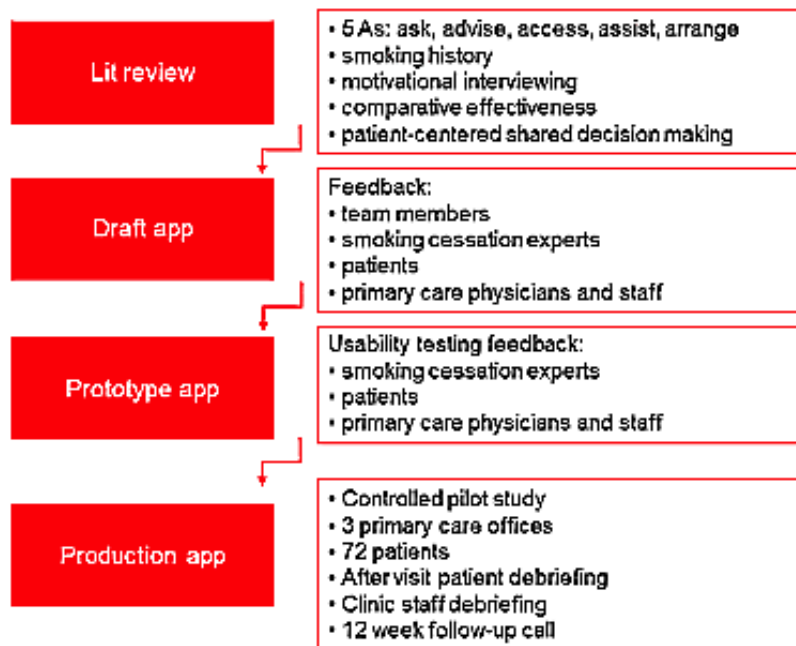 Lit review
• 5 As: ask, advise, access, assist, arrange
• smoking history
• motivational interviewing
• comparative effectiveness
• patient-centered shared decision making
Draft app
Feedback:
• team members
• smoking cessation experts
• patients
• primary care physicians and staff
Prototype app
Usability testing feedback:
• smoking cessation experts
• patients
• primary care physicians and staff
Production app
• Controlled pilot study
• 3 primary care offices
• 72 patients
• After visit patient debriefing
• Clinic staff debriefing
• 12 week follow-up call